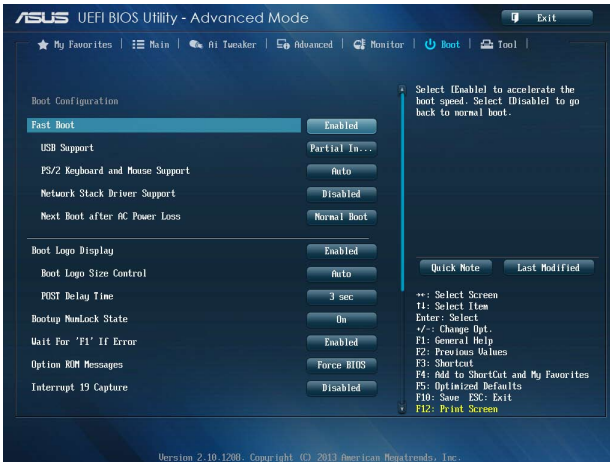 ASUS UEFI BIOS Utility - Advanced Mode
Exit
My Favorites | Main | Ai Tweaker | Advanced | Monitor | Boot | Tool |
Boot Configuration
Fast Boot Enabled
USB Support Partial In...
PS/2 Keyboard and Mouse Support Auto
Network Stack Driver Support Disabled
Next Boot after AC Power Loss Normal Boot
Boot Logo Display Enabled
Boot Logo Size Control Auto
POST Delay Time 3 sec
Bootup NumLock State On
Wait For 'F1' If Error Enabled
Option ROM Messages Force BIOS
Interrupt 19 Capture Disabled
Select [Enable] to accelerate the
boot speed. Select [Disable] to go
back to normal boot.
Quick Note Last Modified
→←: Select Screen
↑↓: Select Item
Enter: Select
+/-: Change Opt.
F1: General Help
F2: Previous Values
F3: Shortcut
F4: Add to ShortCut and My Favorites
F5: Optimized Defaults
F10: Save ESC: Exit
F12: Print Screen
Version 2.10.1208. Copyright (C) 2013 American Megatrends, Inc.